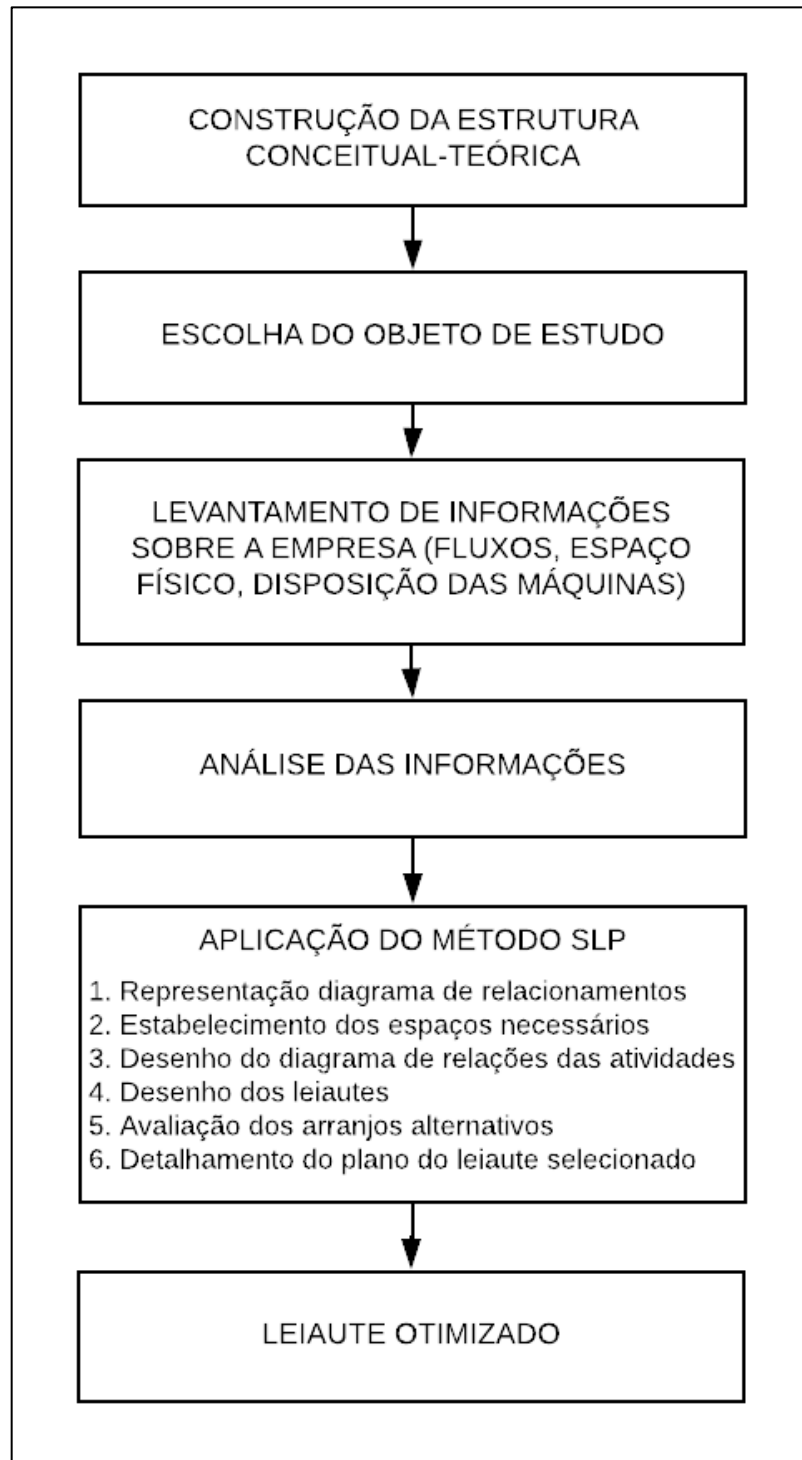 CONSTRUÇÃO DA ESTRUTURA
CONCEITUAL-TEÓRICA
ESCOLHA DO OBJETO DE ESTUDO
LEVANTAMENTO DE INFORMAÇÕES
SOBRE A EMPRESA (FLUXOS, ESPAÇO
FÍSICO, DISPOSIÇÃO DAS MÁQUINAS)
ANÁLISE DAS INFORMAÇÕES
APLICAÇÃO DO MÉTODO SLP
1. Representação diagrama de relacionamentos
2. Estabelecimento dos espaços necessários
3. Desenho do diagrama de relações das atividades
4. Desenho dos leiautes
5. Avaliação dos arranjos alternativos
6. Detalhamento do plano do leiaute selecionado
LEIAUTE OTIMIZADO